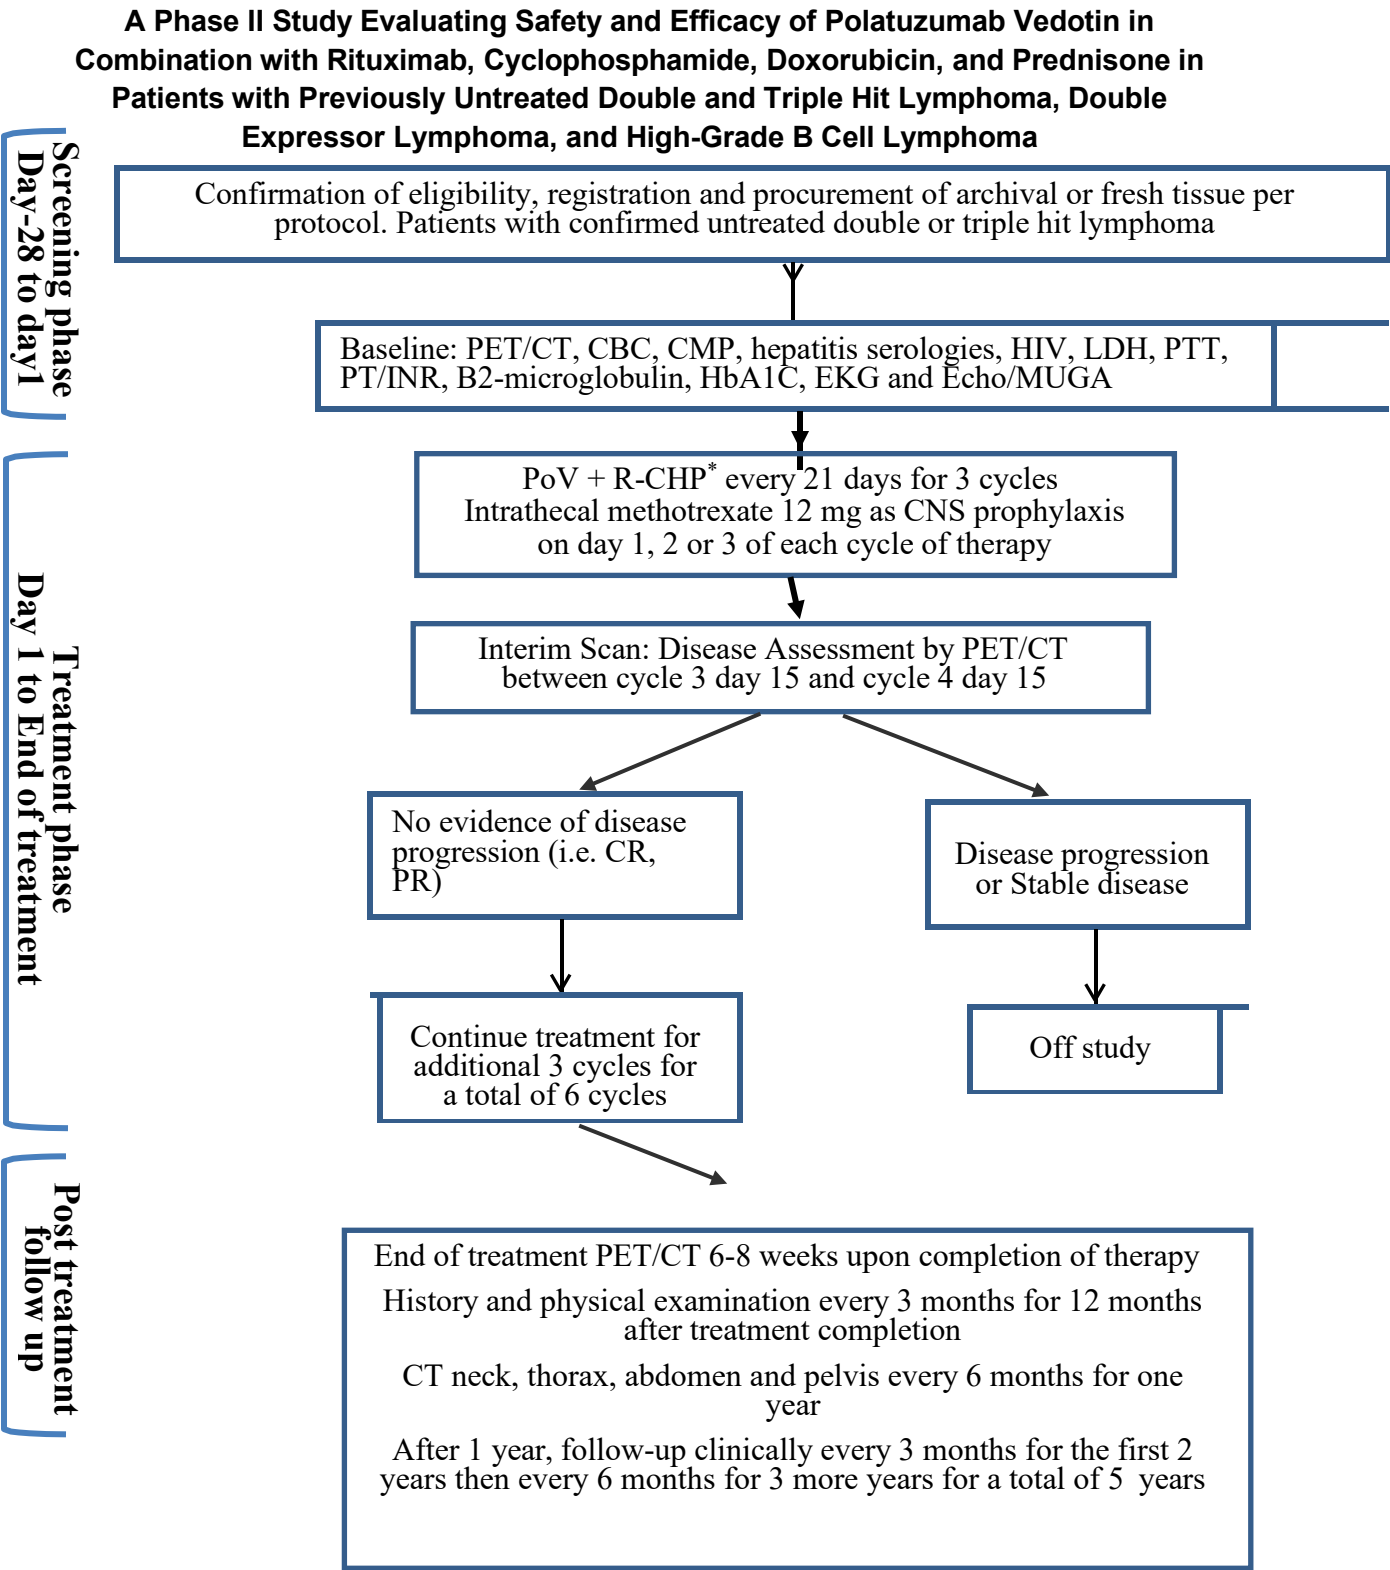 A Phase II Study Evaluating Safety and Efficacy of Polatuzumab Vedotin in
Combination with Rituximab, Cyclophosphamide, Doxorubicin, and Prednisone in
Patients with Previously Untreated Double and Triple Hit Lymphoma, Double
Expressor Lymphoma, and High-Grade B Cell Lymphoma
Screening phase
Day-28 to day1
Confirmation of eligibility, registration and procurement of archival or fresh tissue per
protocol. Patients with confirmed untreated double or triple hit lymphoma
Baseline: PET/CT, CBC, CMP, hepatitis serologies, HIV, LDH, PTT,
PT/INR, B2-microglobulin, HbA1C, EKG and Echo/MUGA
Treatment phase
Day 1 to End of treatment
PoV + R-CHP* every 21 days for 3 cycles
Intrathecal methotrexate 12 mg as CNS prophylaxis
on day 1, 2 or 3 of each cycle of therapy
Interim Scan: Disease Assessment by PET/CT
between cycle 3 day 15 and cycle 4 day 15
No evidence of disease
progression (i.e. CR,
PR)
Disease progression
or Stable disease
Continue treatment for
additional 3 cycles for
a total of 6 cycles
Off study
Post treatment
follow up
End of treatment PET/CT 6-8 weeks upon completion of therapy
History and physical examination every 3 months for 12 months
after treatment completion
CT neck, thorax, abdomen and pelvis every 6 months for one
year
After 1 year, follow-up clinically every 3 months for the first 2
years then every 6 months for 3 more years for a total of 5 years